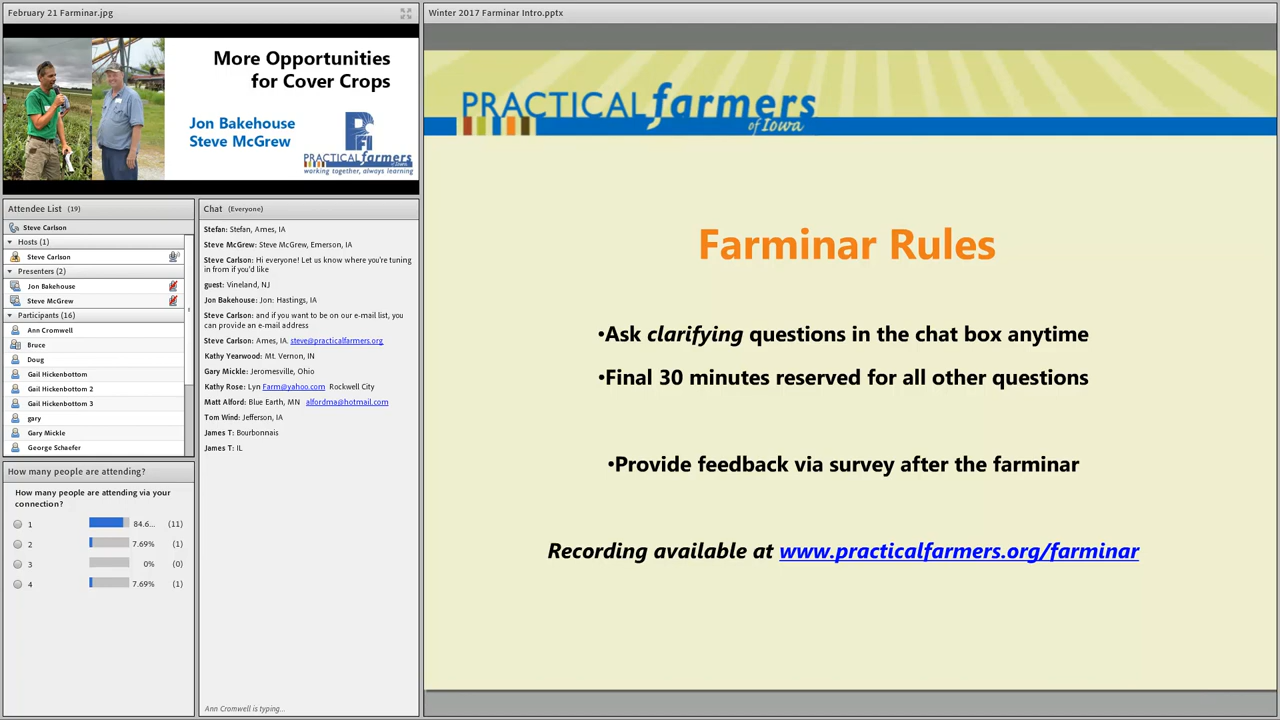 February 21 Farminar.jpg
More Opportunities
for Cover Crops
Jon Bakehouse
Steve McGrew
PFI
PRACTICAL farmers
of Iowa
working together, always learning
Attendee List (19)
Steve Carlson
Hosts (1)
Steve Carlson
Presenters (2)
Jon Bakehouse
Steve McGrew
Participants (16)
Ann Cromwell
Bruce
Doug
Gail Hickenbottom
Gail Hickenbottom 2
Gail Hickenbottom 3
gary
Gary Mickle
George Schaefer
How many people are attending?
How many people are attending via your
connection?
1 84.6... (11)
2 7.69% (1)
3 0% (0)
4 7.69% (1)
Chat (Everyone)
Stefan: Stefan, Ames, IA
Steve McGrew: Steve McGrew, Emerson, IA
Steve Carlson: Hi everyone! Let us know where you're tuning
in from if you'd like
guest: Vineland, NJ
Jon Bakehouse: Jon: Hastings, IA
Steve Carlson: and if you want to be on our e-mail list, you
can provide an e-mail address
Steve Carlson: Ames, IA. steve@practicalfarmers.org
Kathy Yearwood: Mt. Vernon, IN
Gary Mickle: Jeromesville, Ohio
Kathy Rose: Lyn Farm@yahoo.com Rockwell City
Matt Alford: Blue Earth, MN alfordma@hotmail.com
Tom Wind: Jefferson, IA
James T: Bourbonnais
James T: IL
Ann Cromwell is typing...
Winter 2017 Farminar Intro.pptx
PRACTICAL farmers
of Iowa
Farminar Rules
•Ask clarifying questions in the chat box anytime
•Final 30 minutes reserved for all other questions
•Provide feedback via survey after the farminar
Recording available at www.practicalfarmers.org/farminar